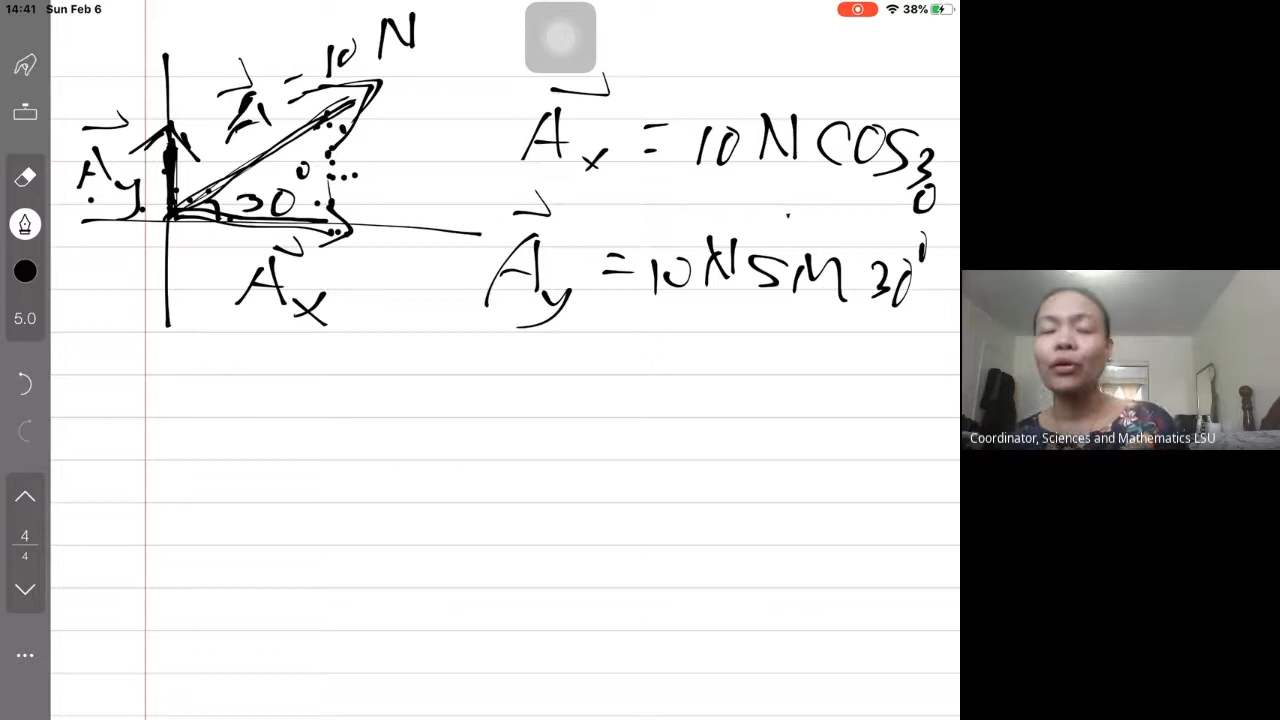 14:41 Sun Feb 6
38%
A = 10 N
Ay
30°
Ax
Ax = 10 N COS 30
Ay = 10 N SIN 30°
5.0
4
4
Coordinator, Sciences and Mathematics LSU